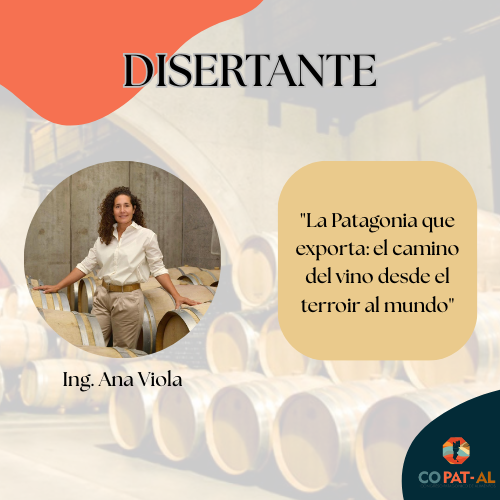 DISERTANTE
"La Patagonia que
exporta: el camino
del vino desde el
terroir al mundo"
Ing. Ana Viola
CO PAT-AL